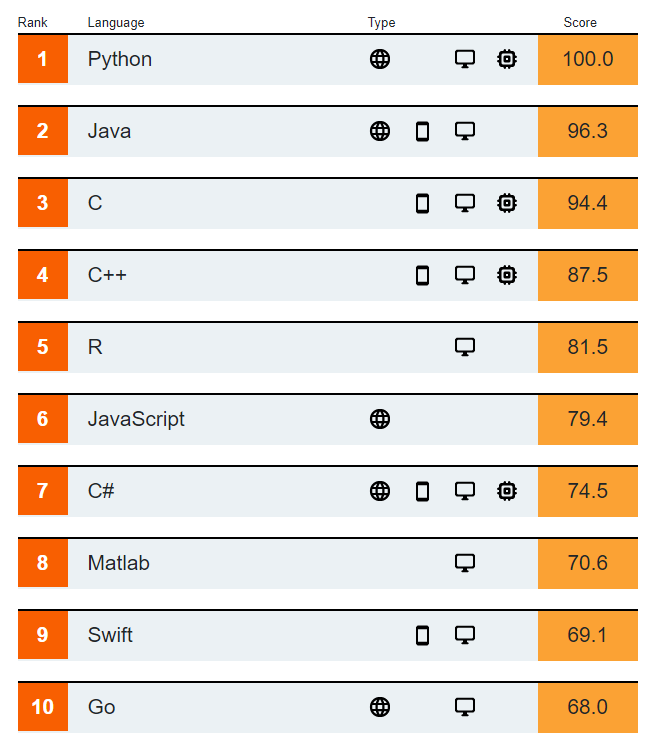 Rank Language Type Score
1 Python 100.0
2 Java 96.3
3 C 94.4
4 C++ 87.5
5 R 81.5
6 JavaScript 79.4
7 C# 74.5
8 Matlab 70.6
9 Swift 69.1
10 Go 68.0